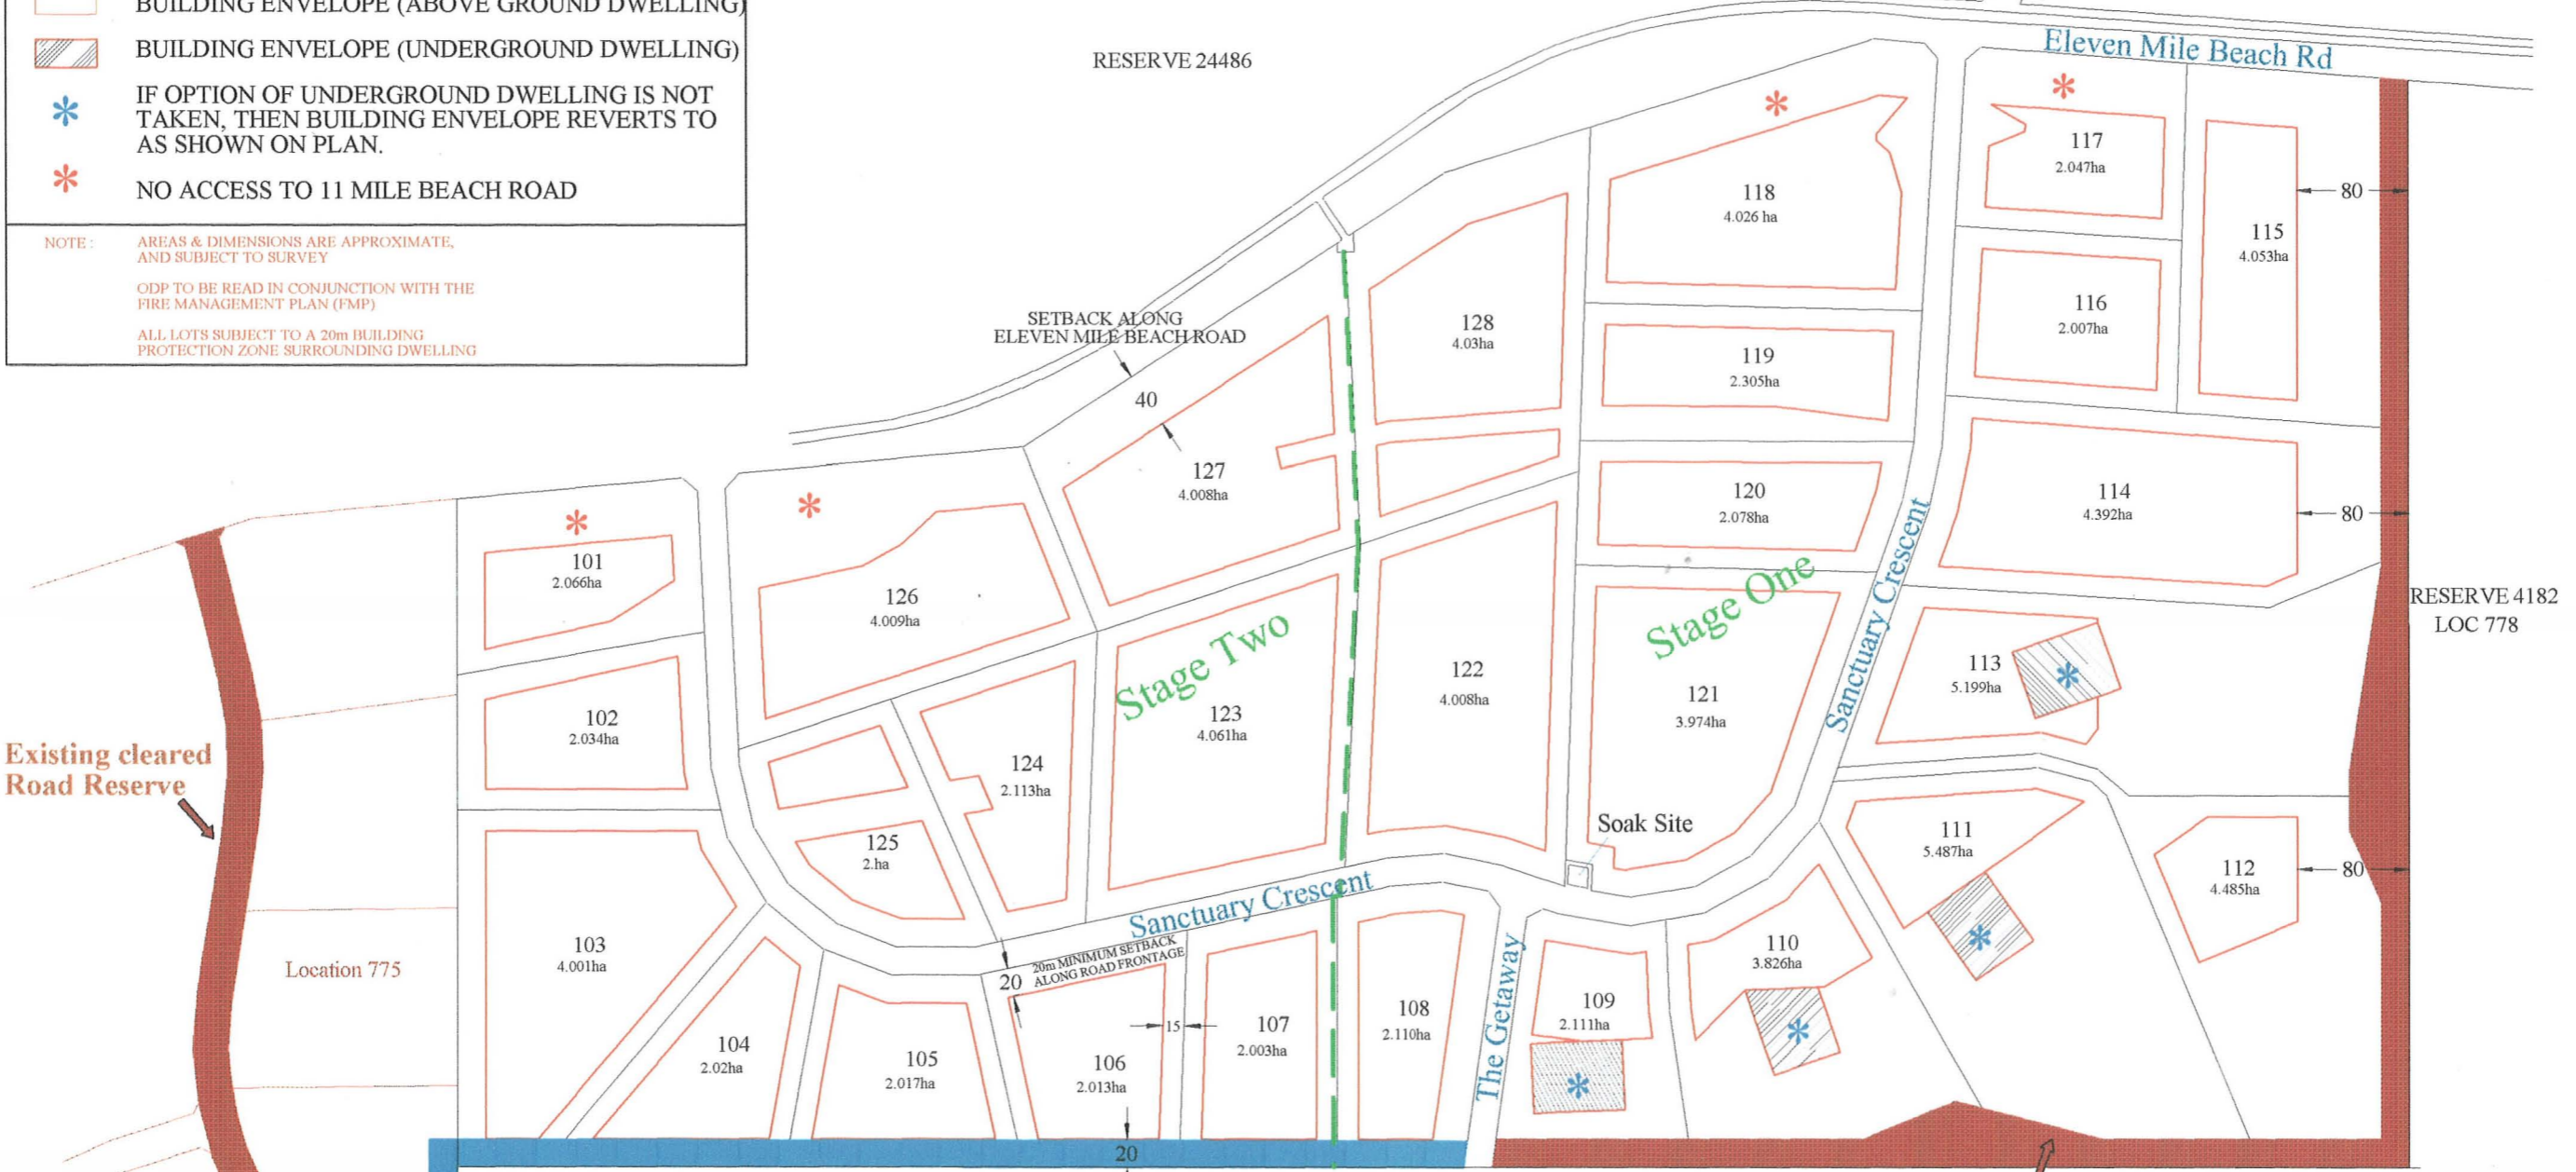 BUILDING ENVELOPE (ABOVE GROUND DWELLING)
BUILDING ENVELOPE (UNDERGROUND DWELLING)
IF OPTION OF UNDERGROUND DWELLING IS NOT
TAKEN, THEN BUILDING ENVELOPE REVERTS TO
AS SHOWN ON PLAN.
NO ACCESS TO 11 MILE BEACH ROAD
NOTE :
AREAS & DIMENSIONS ARE APPROXIMATE,
AND SUBJECT TO SURVEY
ODP TO BE READ IN CONJUNCTION WITH THE
FIRE MANAGEMENT PLAN (FMP)
ALL LOTS SUBJECT TO A 20m BUILDING
PROTECTION ZONE SURROUNDING DWELLING
RESERVE 24486
Eleven Mile Beach Rd
SETBACK ALONG
ELEVEN MILE BEACH ROAD
40
117
2.047ha
118
4.026 ha
80
115
4.053ha
116
2.007ha
128
4.03ha
119
2.305ha
127
4.008ha
120
2.078ha
114
4.392ha
80
101
2.066ha
126
4.009ha
Stage Two
Stage One
Sanctuary Crescent
RESERVE 4182
LOC 778
113
5.199ha
122
4.008ha
121
3.974ha
102
2.034ha
123
4.061ha
124
2.113ha
Existing cleared
Road Reserve
125
2.ha
Soak Site
111
5.487ha
112
4.485ha
80
Sanctuary Crescent
103
4.001ha
Location 775
20m MINIMUM SETBACK
ALONG ROAD FRONTAGE
20
110
3.826ha
The Getaway
109
2.111ha
108
2.110ha
15
107
2.003ha
104
2.02ha
105
2.017ha
106
2.013ha
20